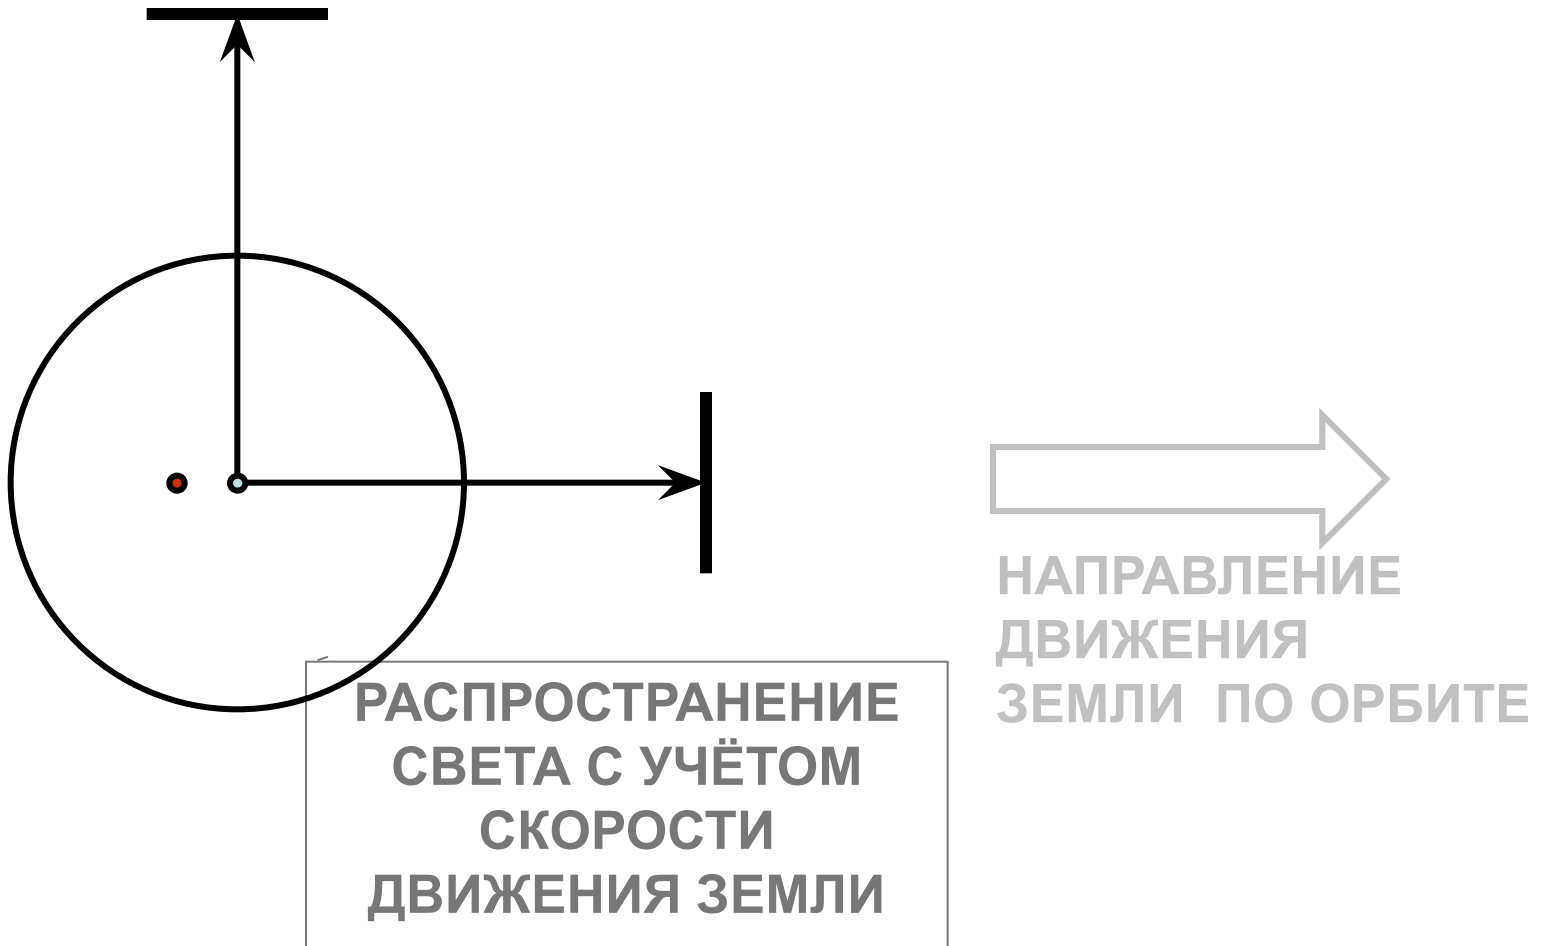 НАПРАВЛЕНИЕ
ДВИЖЕНИЯ
ЗЕМЛИ ПО ОРБИТЕ
РАСПРОСТРАНЕНИЕ
СВЕТА С УЧЁТОМ
СКОРОСТИ
ДВИЖЕНИЯ ЗЕМЛИ